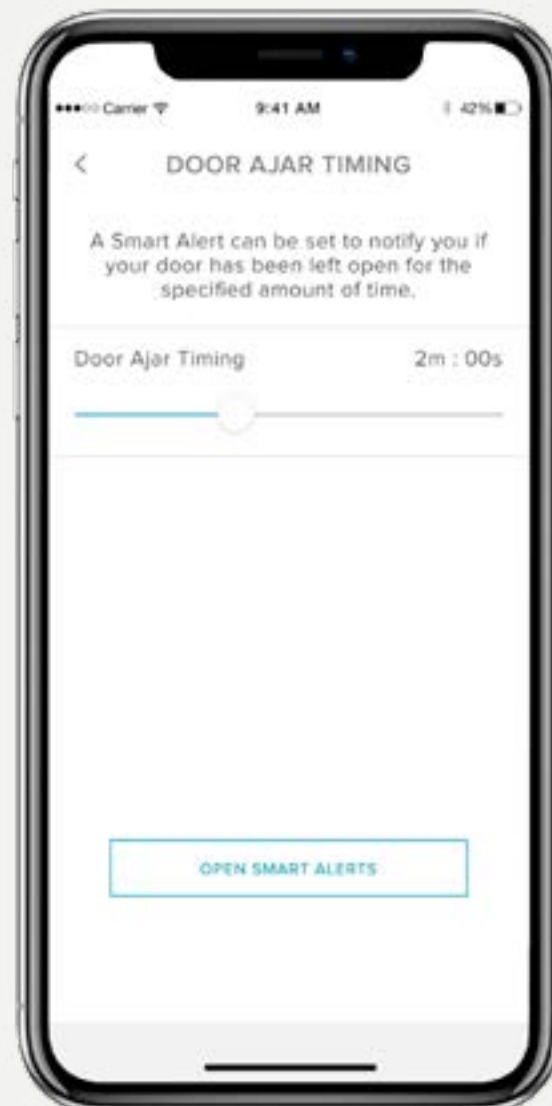 ●●●○○ Carrier 9:41 AM 42%
DOOR AJAR TIMING
A Smart Alert can be set to notify you if
your door has been left open for the
specified amount of time.
Door Ajar Timing 2m : 00s
OPEN SMART ALERTS